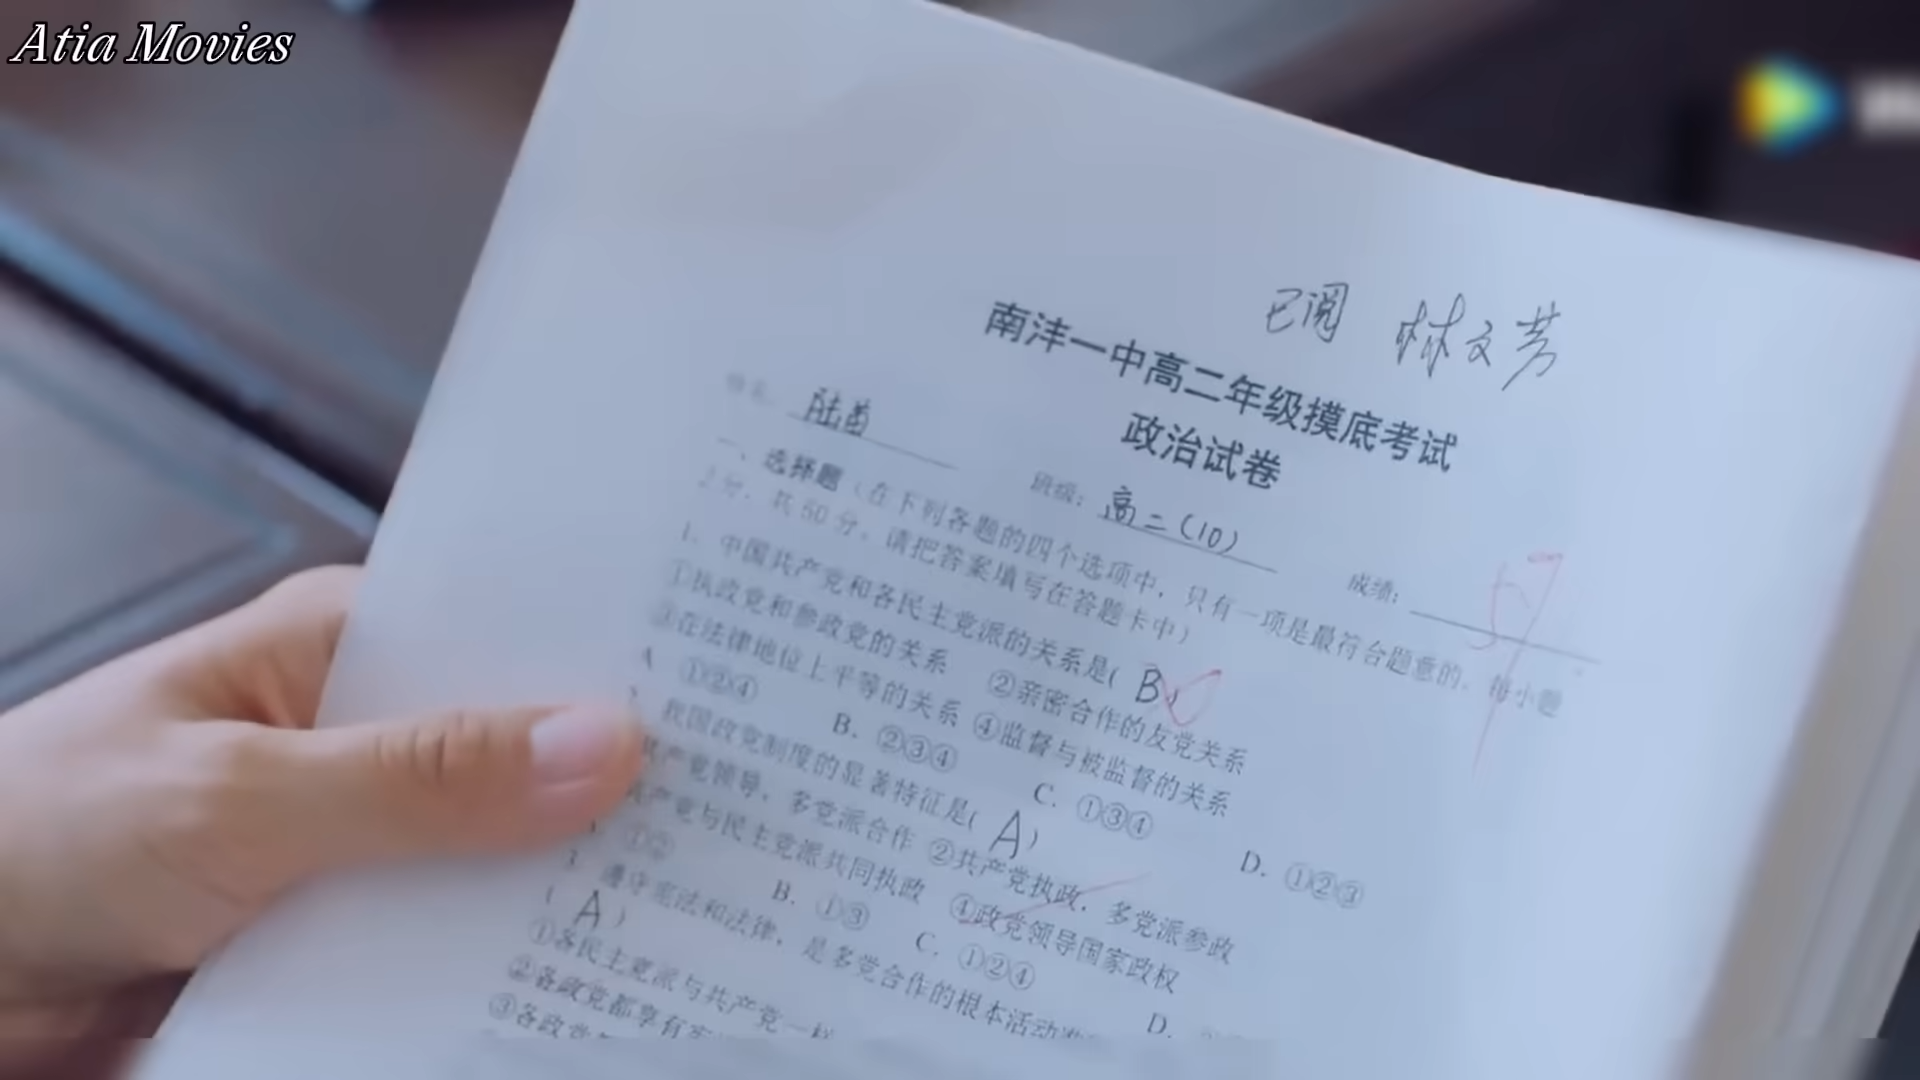 Atia Movies
已阅 林文芳
南沣一中高二年级摸底考试
政治试卷
陆苗
班级: 高二(10)
成绩: 57
一、选择题(在下列各题的四个选项中,只有一项是最符合题意的。每小题
2分,共50分。请把答案填写在答题卡中)
1. 中国共产党和各民主党派的关系是( B )
①执政党和参政党的关系 ②亲密合作的友党关系
③在法律地位上平等的关系 ④监督与被监督的关系
A ①②④ B. ②③④ C. ①③④ D. ①②③
我国政党制度的显著特征是( A )
共产党领导,多党派合作 ②共产党执政,多党派参政
共产党与民主党派共同执政 ④政党领导国家政权
①② B. ①③ C. ①②④ D.
3. 遵守宪法和法律,是多党合作的根本活动准
( A )
①各民主党派与共产党一样
②各政党都享有
③各政党